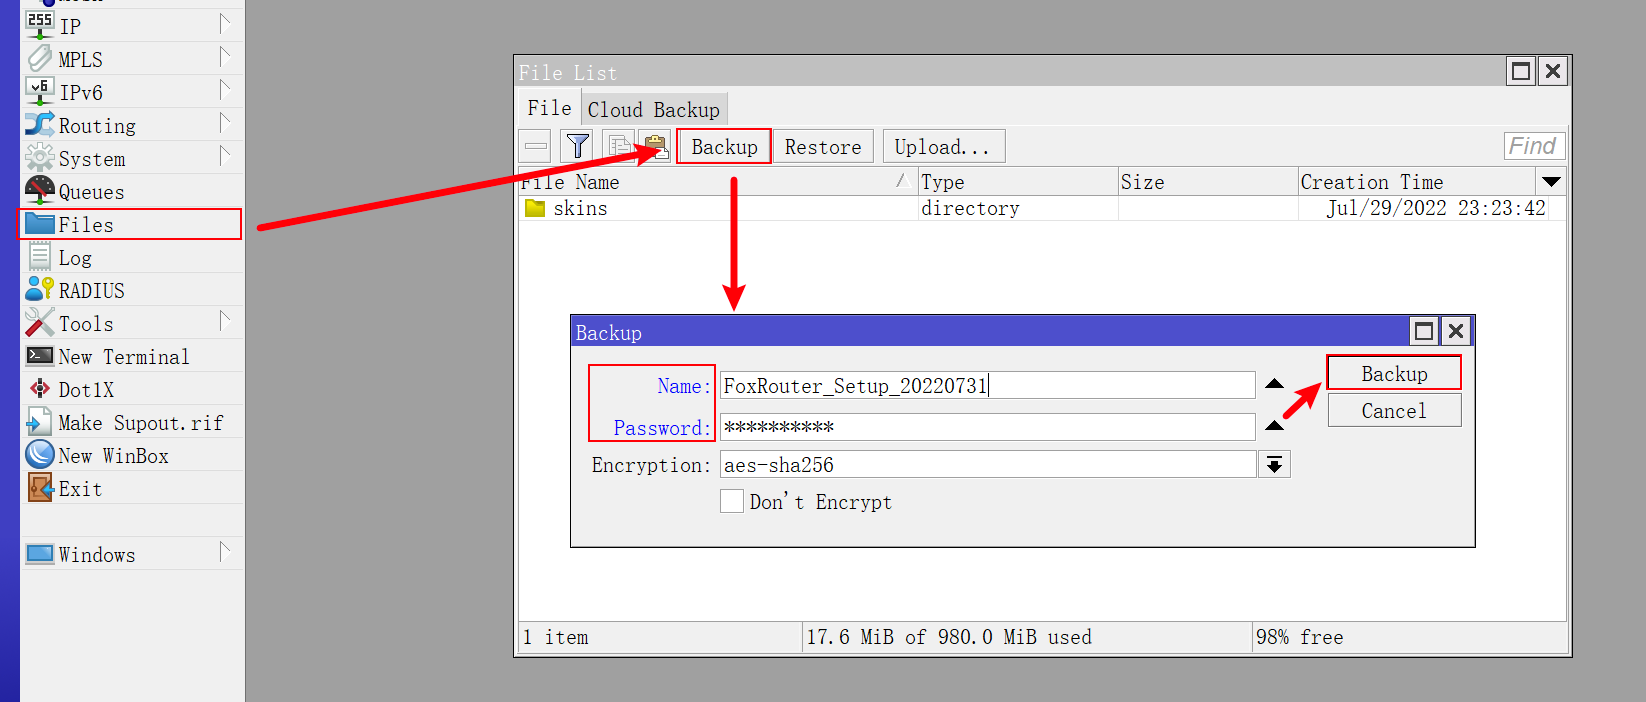 255 IP
MPLS
v6 IPv6
Routing
System
Queues
Files
Log
RADIUS
Tools
New Terminal
Dot1X
Make Supout.rif
New WinBox
Exit
Windows
File List
File Cloud Backup
Backup Restore Upload... Find
File Name Type Size Creation Time
skins directory Jul/29/2022 23:23:42
Backup
Name: FoxRouter_Setup_20220731 Backup
Password: ********** Cancel
Encryption: aes-sha256
Don't Encrypt
1 item 17.6 MiB of 980.0 MiB used 98% free